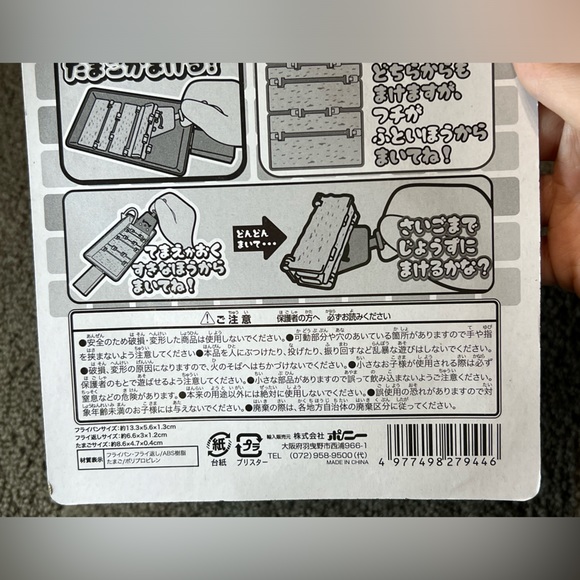 たまごがまける!
どちらからも
まけますが、
フチが
ふといほうから
まいてね!
てまえかおく
すきなほうから
まいてね!
どんどん
まいて・・・
さいごまで
じょうずに
まけるかな?
⚠ご注意 保護者の方へ 必ずお読みください
●安全のため破損・変形した商品は使用しないでください。●可動部分や穴のあいている箇所がありますので手や指
を挟まないよう注意してください●本品を人にぶつけたり、投げたり、振り回すなど乱暴な遊びはしないでください。
●破損、変形の原因になりますので、火のそばへはちかづけないでください。●小さなお子様が使用される際は必ず
保護者のもとで遊ばせるよう注意してください。●小さな部品がありますので誤って飲み込まないようご注意ください。
窒息などの危険があります。●本来の用途以外には絶対に使用しないでください。●誤使用の恐れがありますので対
象年齢未満のお子様には与えないでください。●廃棄の際は、各地方自治体の廃棄区分に従ってください。
フライパンサイズ:約13.3×5.6×1.3cm
フライ返しサイズ:約6.6×3×1.2cm
たまごサイズ:約8.6×4.7×0.4cm
材質表示 フライパン・フライ返し/ABS樹脂
たまご/ポリプロピレン
紙
台紙
プラ
ブリスター
輸入販売元 株式会社 ポニー
大阪府羽曳野市西浦966-1
TEL (072)958-9500(代)
MADE IN CHINA
4 977498 279446